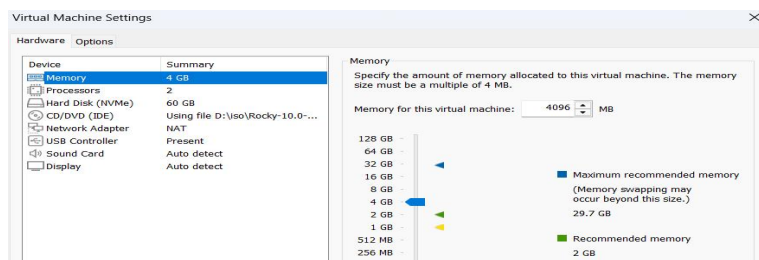 Virtual Machine Settings
Hardware Options
Device Summary
Memory 4 GB
Processors 2
Hard Disk (NVMe) 60 GB
CD/DVD (IDE) Using file D:\iso\Rocky-10.0-...
Network Adapter NAT
USB Controller Present
Sound Card Auto detect
Display Auto detect
Memory
Specify the amount of memory allocated to this virtual machine. The memory
size must be a multiple of 4 MB.
Memory for this virtual machine: 4096 MB
128 GB
64 GB
32 GB
16 GB
8 GB
4 GB
2 GB
1 GB
512 MB
256 MB
Maximum recommended memory
(Memory swapping may
occur beyond this size.)
29.7 GB
Recommended memory
2 GB